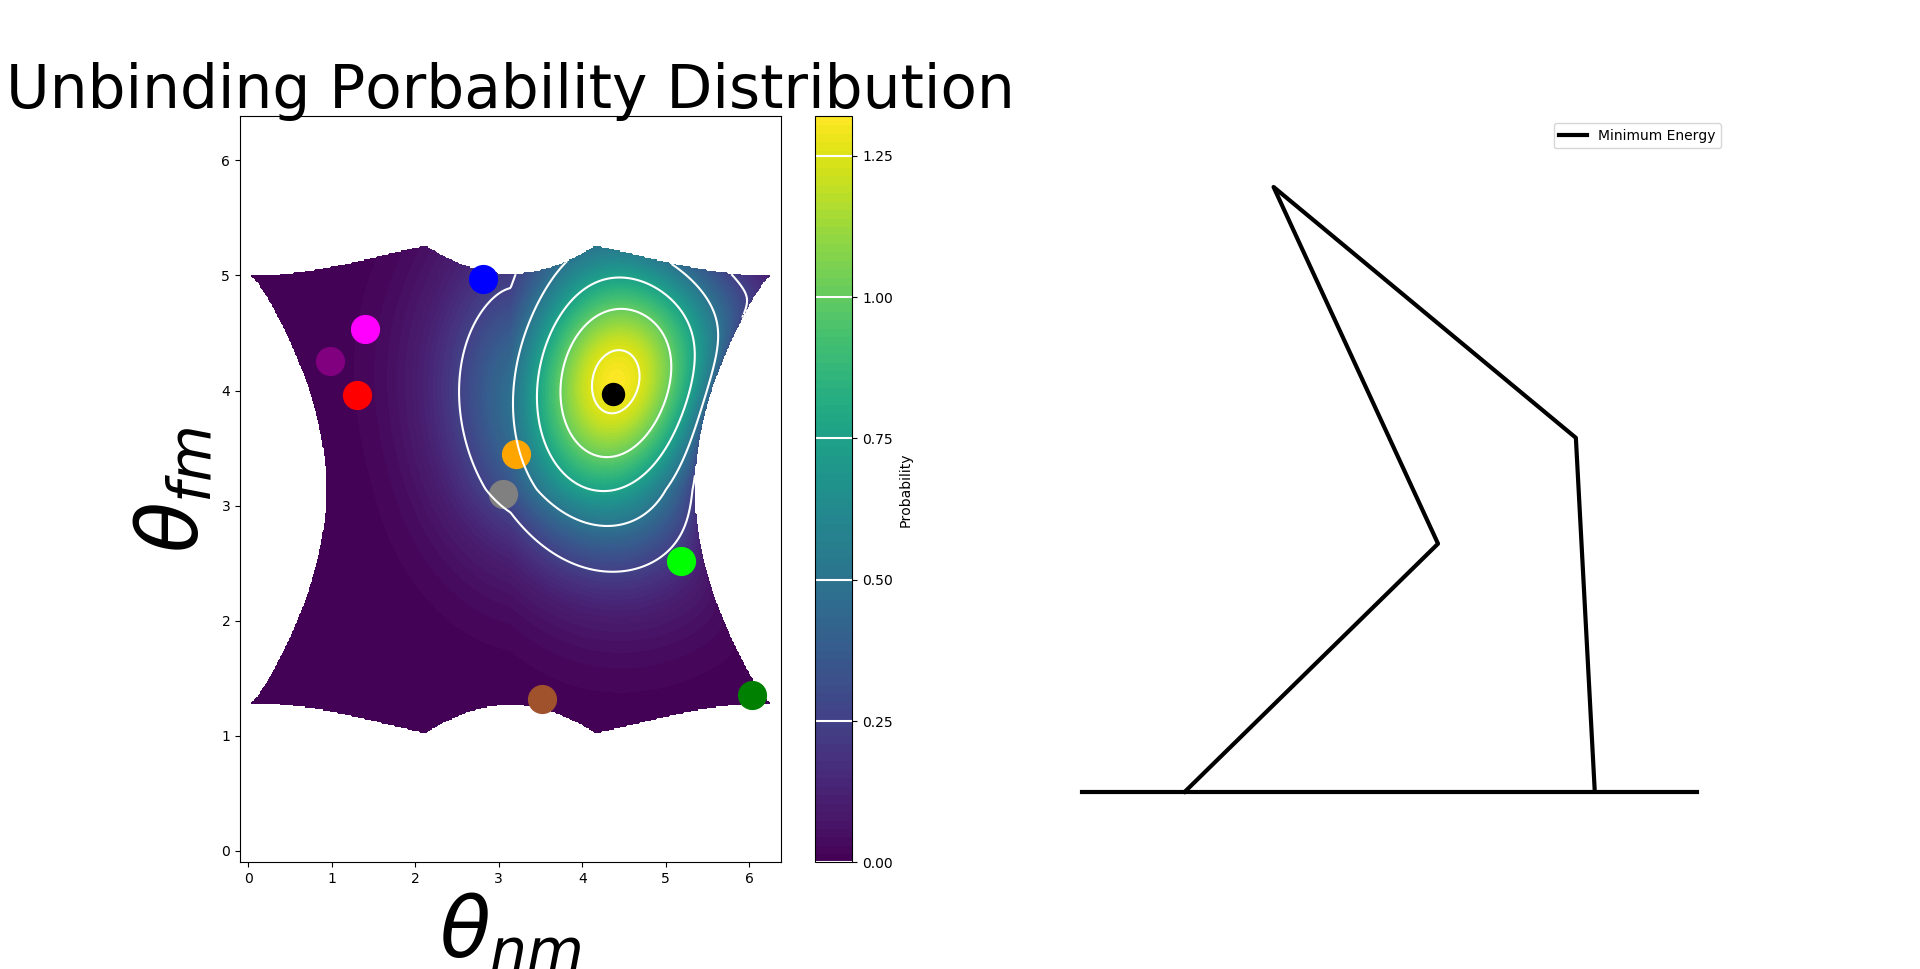 Unbinding Porbability Distribution
6
5
4
3
2
1
0
θfm
0 1 2 3 4 5 6
θnm
1.25
1.00
0.75
0.50
0.25
0.00
Probability
Minimum Energy